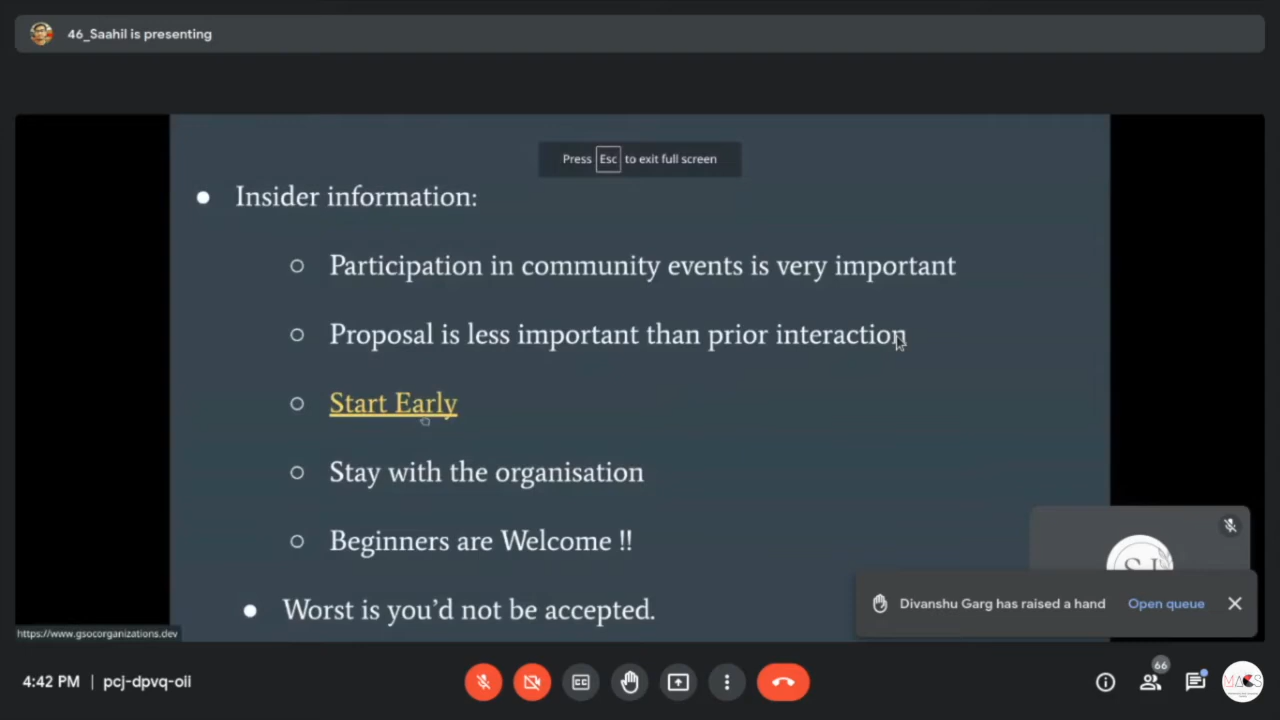 46_Saahil is presenting
Press Esc to exit full screen
Insider information:
Participation in community events is very important
Proposal is less important than prior interaction
Start Early
Stay with the organisation
Beginners are Welcome !!
Worst is you'd not be accepted.
Divanshu Garg has raised a hand Open queue
https://www.gsocorganizations.dev
4:42 PM | pcj-dpvq-oii
CC
66
MACS